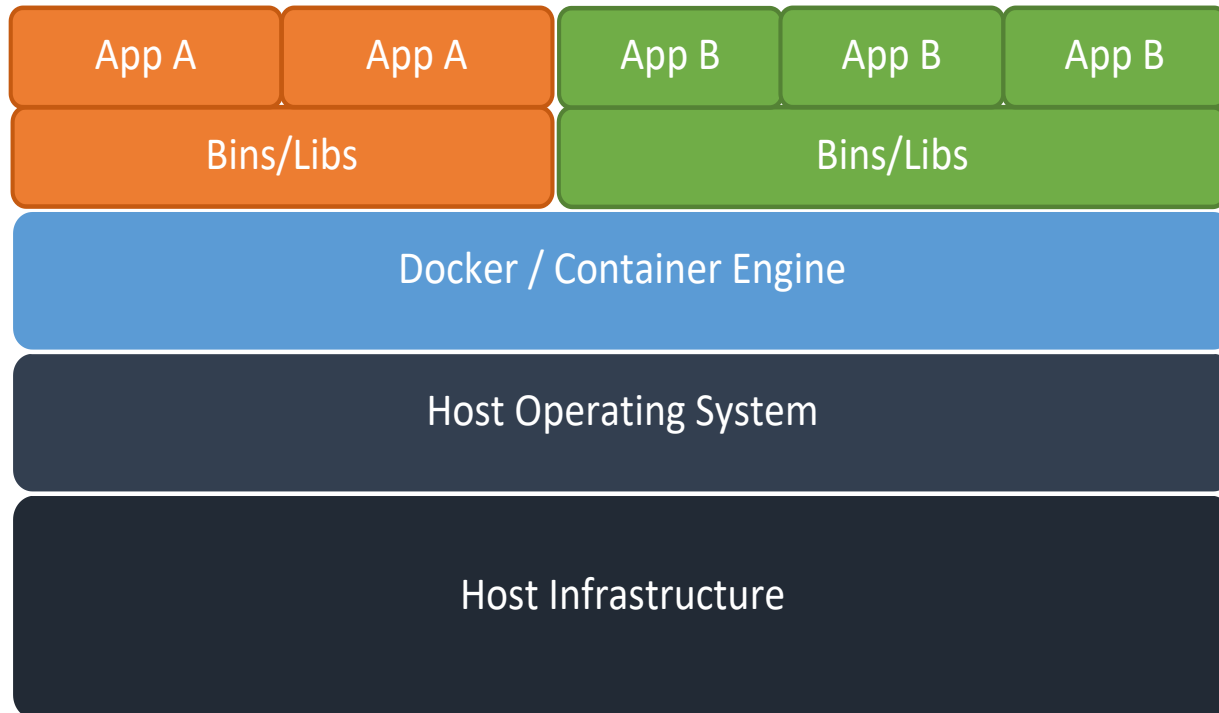 App A App A App B App B App B
Bins/Libs Bins/Libs
Docker / Container Engine
Host Operating System
Host Infrastructure